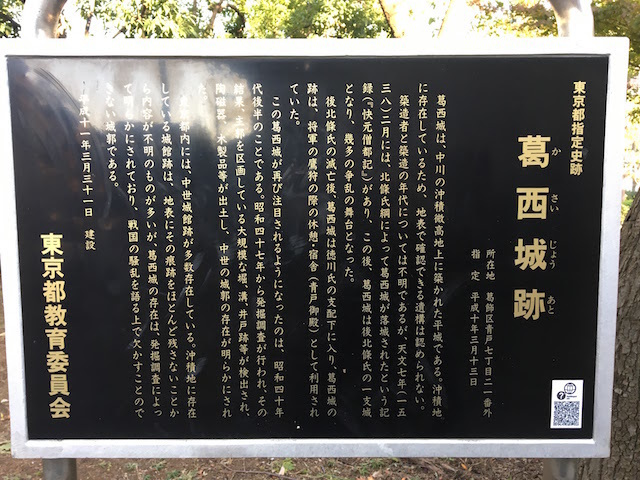 東京都指定史跡
葛西城跡
かさいじょうあと
所在地 葛飾区青戸七丁目二一番外
指定 平成十年三月十三日
葛西城は、中川の沖積微高地上に築かれた平城である。沖積地
に存在しているため、地表で確認できる遺構は認められない。
築造者と築造の年代については不明であるが、天文七年(一五
三八)二月には、北條氏綱によって葛西城が落城されたという記
録(『快元僧都記』)があり、この後、葛西城は後北條氏の一支城
となり、幾多の争乱の舞台となった。
後北條氏の滅亡後、葛西城は徳川氏の支配下に入り、葛西城の
跡は、将軍の鷹狩の際の休憩・宿舎(青戸御殿)として利用され
ていた。
この葛西城が再び注目されるようになったのは、昭和四十年
代後半のことである。昭和四十七年から発掘調査が行われ、その
結果、主郭を区画している大規模な堀、溝、井戸跡等が検出され、
陶磁器、木製品等が出土し、中世の城郭の存在が明らかにされ
た。
東京都内には、中世城館跡が多数存在している。沖積地に存在
している城館跡は、地表にその痕跡をほとんど残さないことか
ら内容が不明のものが多いが、葛西城の存在は、発掘調査によっ
て明らかにされており、戦国の騒乱を語る上で欠かすことので
きない城郭である。
平成十一年三月三十一日 建設
東京都教育委員会